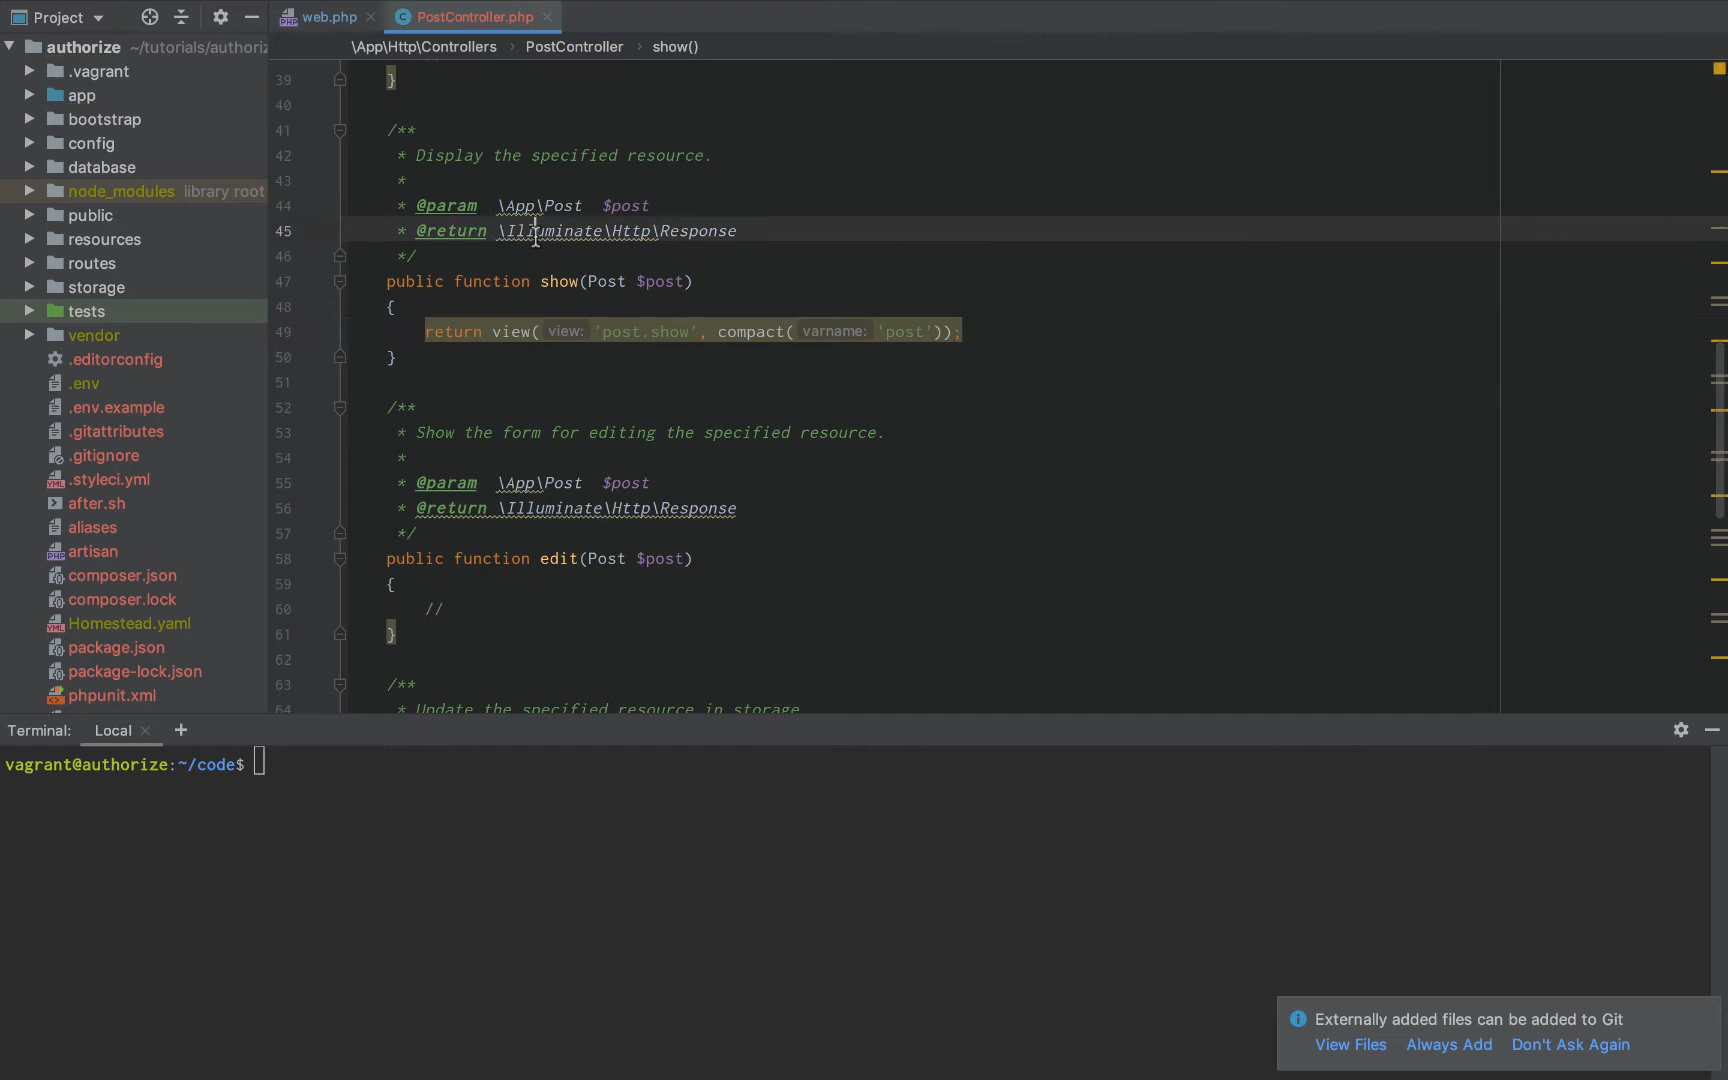 Project
web.php
PostController.php
authorize ~/tutorials/authoriz
\App\Http\Controllers › PostController › show()
.vagrant
app
bootstrap
config
database
node_modules library root
public
resources
routes
storage
tests
vendor
.editorconfig
.env
.env.example
.gitattributes
.gitignore
.styleci.yml
after.sh
aliases
artisan
composer.json
composer.lock
Homestead.yaml
package.json
package-lock.json
phpunit.xml
39 }
40
41 /**
42 * Display the specified resource.
43 *
44 * @param \App\Post $post
45 * @return \Illuminate\Http\Response
46 */
47 public function show(Post $post)
48 {
49 return view( view: 'post.show', compact( varname: 'post'));
50 }
51
52 /**
53 * Show the form for editing the specified resource.
54 *
55 * @param \App\Post $post
56 * @return \Illuminate\Http\Response
57 */
58 public function edit(Post $post)
59 {
60 //
61 }
62
63 /**
64 * Update the specified resource in storage
Terminal: Local +
vagrant@authorize:~/code$
Externally added files can be added to Git
View Files Always Add Don't Ask Again